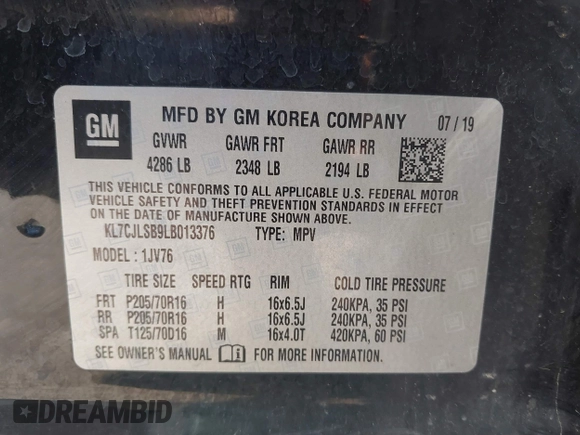 GM
MFD BY GM KOREA COMPANY 07 / 19
GVWR GAWR FRT GAWR RR
4286 LB 2348 LB 2194 LB
THIS VEHICLE CONFORMS TO ALL APPLICABLE U.S. FEDERAL MOTOR
VEHICLE SAFETY AND THEFT PREVENTION STANDARDS IN EFFECT
ON THE DATE OF MANUFACTURE SHOWN ABOVE.
KL7CJLSB9LB013376 TYPE: MPV
MODEL : 1JV76
TIRE SIZE SPEED RTG RIM COLD TIRE PRESSURE
FRT P205/70R16 H 16x6.5J 240KPA, 35 PSI
RR P205/70R16 H 16x6.5J 240KPA, 35 PSI
SPA T125/70D16 M 16x4.0T 420KPA, 60 PSI
SEE OWNER'S MANUAL FOR MORE INFORMATION.
DREAMBID